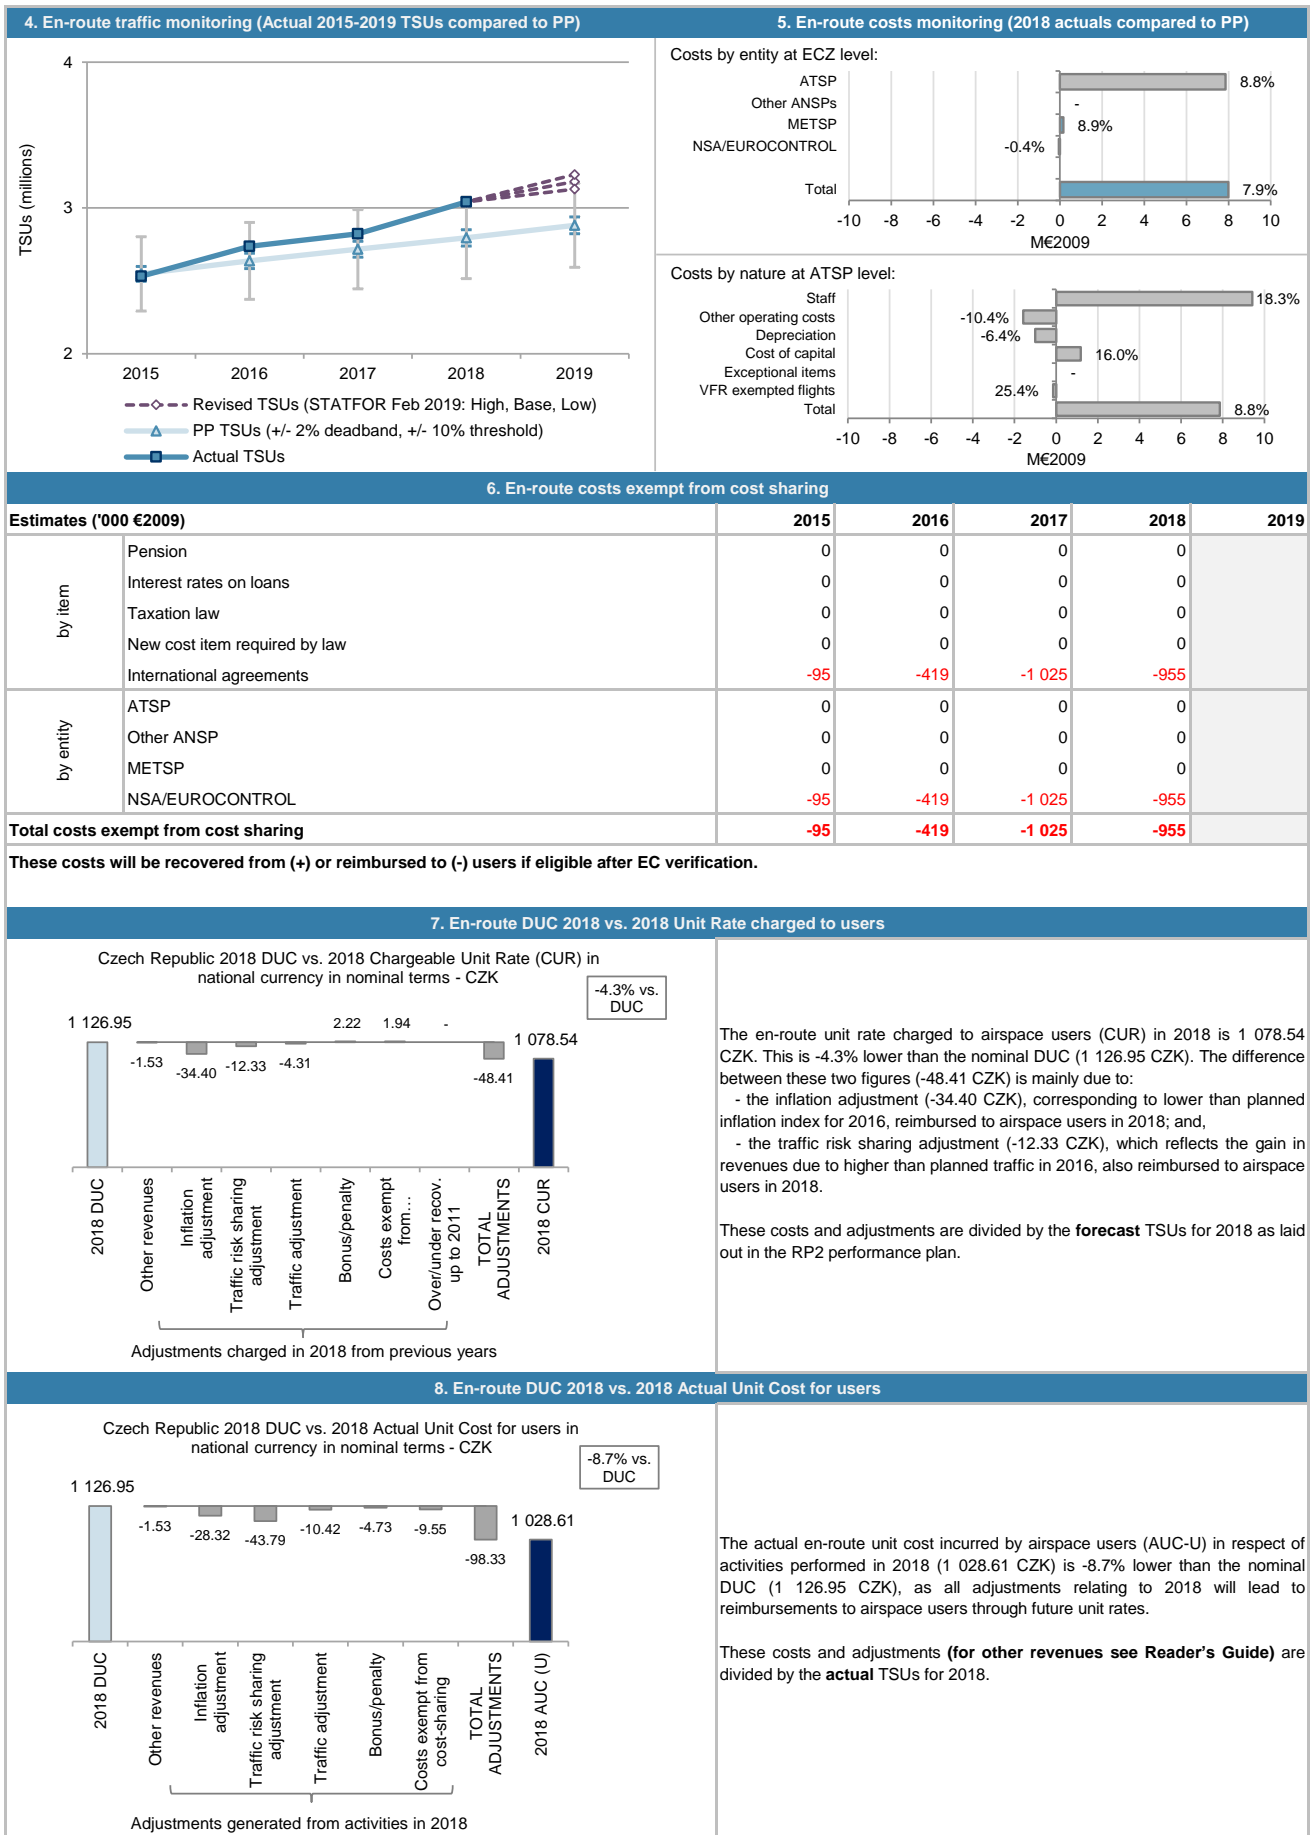 4. En-route traffic monitoring (Actual 2015-2019 TSUs compared to PP)
TSUs (millions)
4
3
2
2015 2016 2017 2018 2019
Revised TSUs (STATFOR Feb 2019: High, Base, Low)
PP TSUs (+/- 2% deadband, +/- 10% threshold)
Actual TSUs
5. En-route costs monitoring (2018 actuals compared to PP)
Costs by entity at ECZ level:
ATSP 8.8%
Other ANSPs -
METSP 8.9%
NSA/EUROCONTROL -0.4%
Total 7.9%
-10 -8 -6 -4 -2 0 2 4 6 8 10
M€2009
Costs by nature at ATSP level:
Staff 18.3%
Other operating costs -10.4%
Depreciation -6.4%
Cost of capital 16.0%
Exceptional items -
VFR exempted flights 25.4%
Total 8.8%
-10 -8 -6 -4 -2 0 2 4 6 8 10
M€2009
6. En-route costs exempt from cost sharing
Estimates ('000 €2009) 2015 2016 2017 2018 2019
by item
Pension 0 0 0 0
Interest rates on loans 0 0 0 0
Taxation law 0 0 0 0
New cost item required by law 0 0 0 0
International agreements -95 -419 -1 025 -955
by entity
ATSP 0 0 0 0
Other ANSP 0 0 0 0
METSP 0 0 0 0
NSA/EUROCONTROL -95 -419 -1 025 -955
Total costs exempt from cost sharing -95 -419 -1 025 -955
These costs will be recovered from (+) or reimbursed to (-) users if eligible after EC verification.
7. En-route DUC 2018 vs. 2018 Unit Rate charged to users
Czech Republic 2018 DUC vs. 2018 Chargeable Unit Rate (CUR) in
national currency in nominal terms - CZK
-4.3% vs.
DUC
1 126.95 -1.53 -34.40 -12.33 -4.31 2.22 1.94 - -48.41 1 078.54
2018 DUC
Other revenues
Inflation
adjustment
Traffic risk sharing
adjustment
Traffic adjustment
Bonus/penalty
Costs exempt
from...
Over/under recov.
up to 2011
TOTAL
ADJUSTMENTS
2018 CUR
Adjustments charged in 2018 from previous years
The en-route unit rate charged to airspace users (CUR) in 2018 is 1 078.54
CZK. This is -4.3% lower than the nominal DUC (1 126.95 CZK). The difference
between these two figures (-48.41 CZK) is mainly due to:
- the inflation adjustment (-34.40 CZK), corresponding to lower than planned
inflation index for 2016, reimbursed to airspace users in 2018; and,
- the traffic risk sharing adjustment (-12.33 CZK), which reflects the gain in
revenues due to higher than planned traffic in 2016, also reimbursed to airspace
users in 2018.
These costs and adjustments are divided by the forecast TSUs for 2018 as laid
out in the RP2 performance plan.
8. En-route DUC 2018 vs. 2018 Actual Unit Cost for users
Czech Republic 2018 DUC vs. 2018 Actual Unit Cost for users in
national currency in nominal terms - CZK
-8.7% vs.
DUC
1 126.95 -1.53 -28.32 -43.79 -10.42 -4.73 -9.55 -98.33 1 028.61
2018 DUC
Other revenues
Inflation
adjustment
Traffic risk sharing
adjustment
Traffic adjustment
Bonus/penalty
Costs exempt from
cost-sharing
TOTAL
ADJUSTMENTS
2018 AUC (U)
Adjustments generated from activities in 2018
The actual en-route unit cost incurred by airspace users (AUC-U) in respect of
activities performed in 2018 (1 028.61 CZK) is -8.7% lower than the nominal
DUC (1 126.95 CZK), as all adjustments relating to 2018 will lead to
reimbursements to airspace users through future unit rates.
These costs and adjustments (for other revenues see Reader's Guide) are
divided by the actual TSUs for 2018.